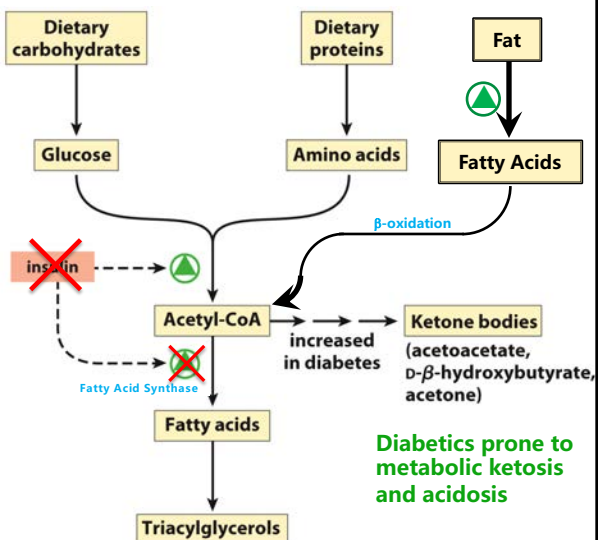 Dietary
carbohydrates
Dietary
proteins
Fat
Glucose
Amino acids
Fatty Acids
β-oxidation
insulin
Acetyl-CoA
increased
in diabetes
Ketone bodies
(acetoacetate,
D-β-hydroxybutyrate,
acetone)
Fatty Acid Synthase
Fatty acids
Diabetics prone to
metabolic ketosis
and acidosis
Triacylglycerols